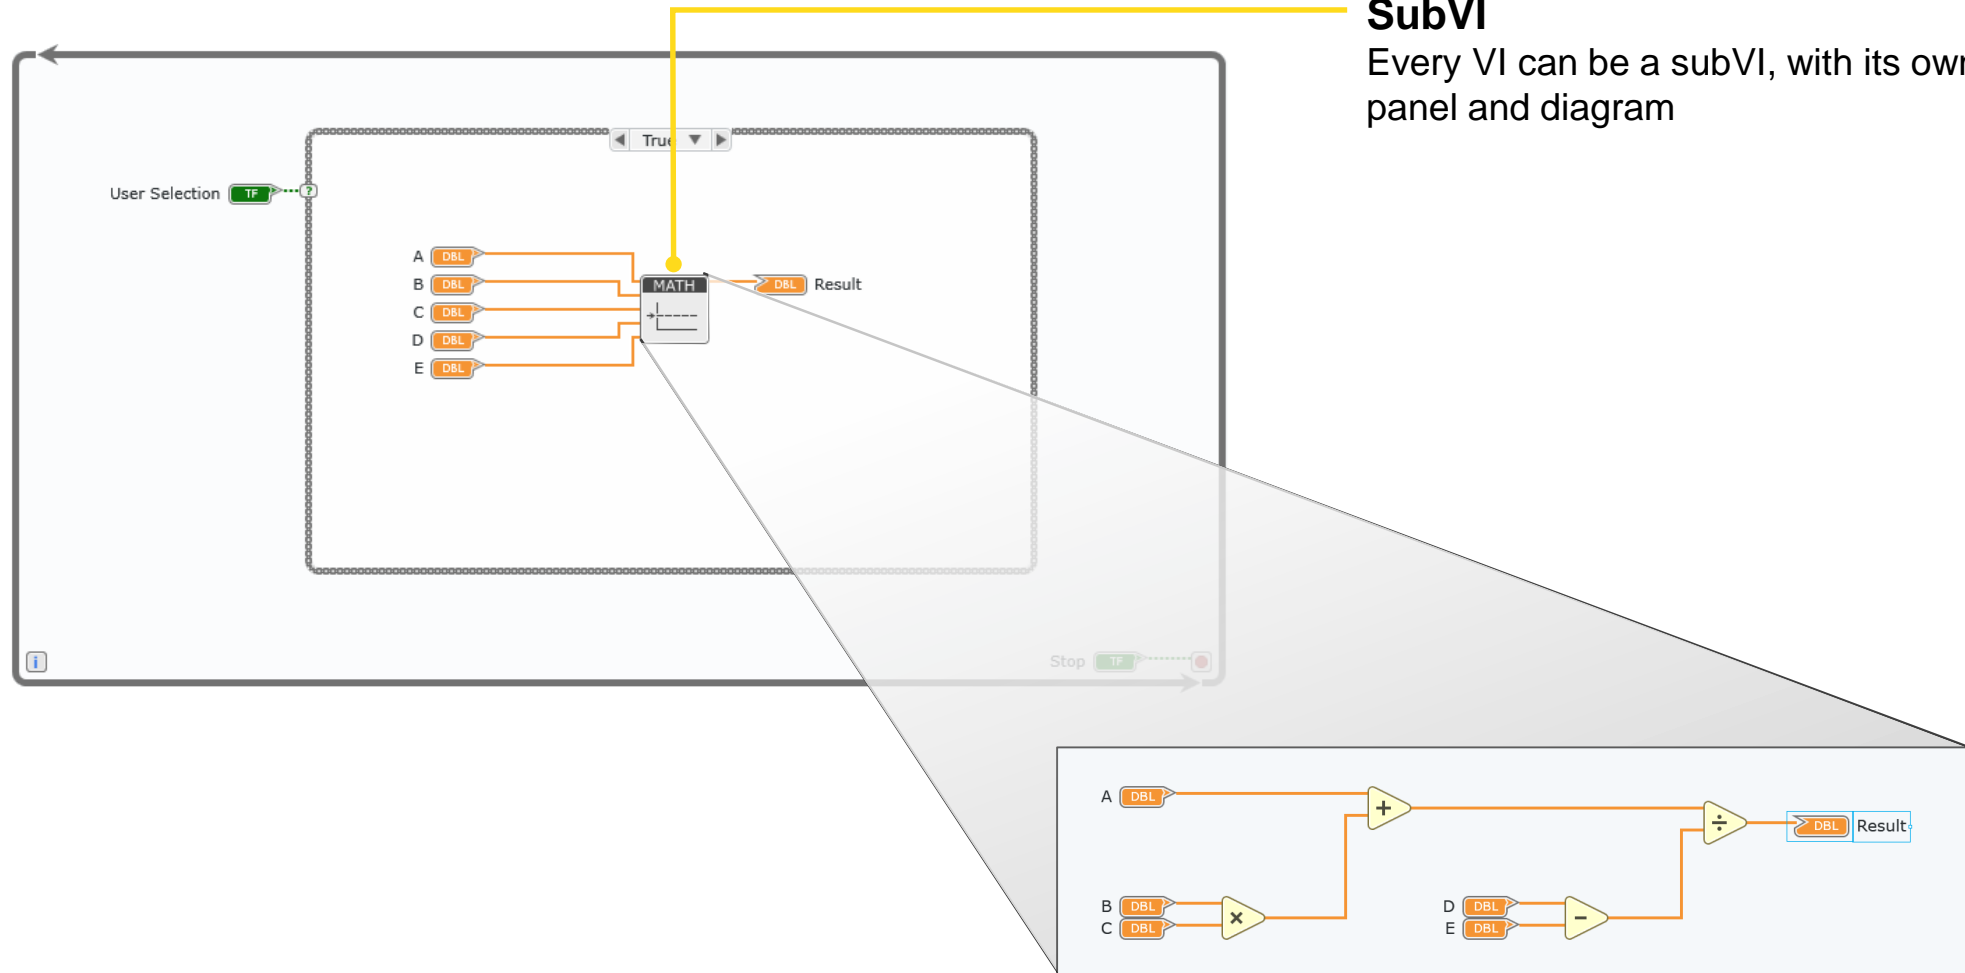 SubVI
Every VI can be a subVI, with its own
panel and diagram
True
User Selection TF ?
A DBL
B DBL
C DBL
D DBL
E DBL
MATH
DBL Result
i
Stop TF
A DBL
+
÷
DBL Result
B DBL
C DBL
×
D DBL
E DBL
−